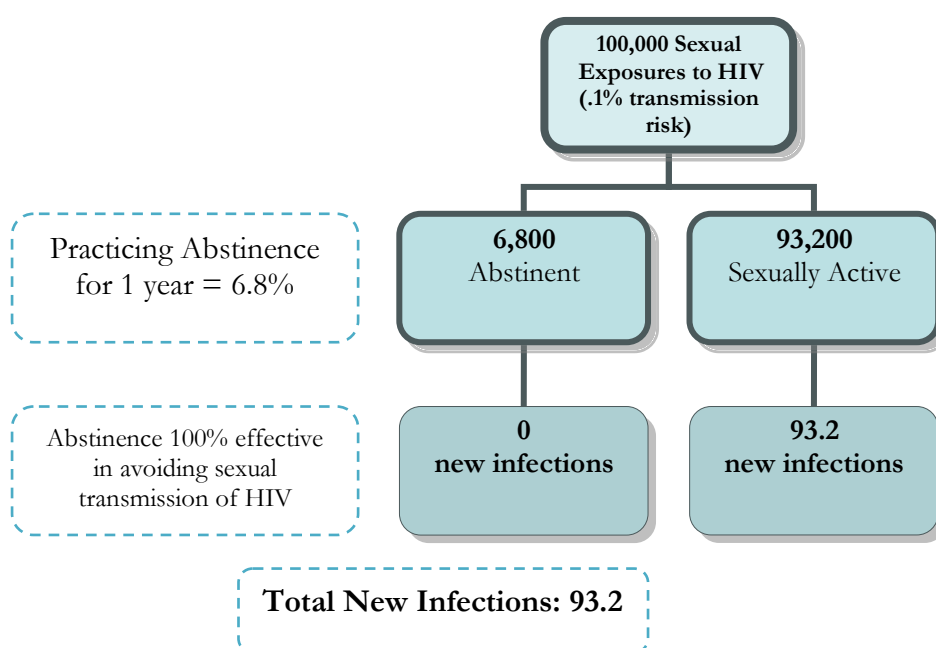 100,000 Sexual
Exposures to HIV
(.1% transmission
risk)
Practicing Abstinence
for 1 year = 6.8%
6,800
Abstinent
93,200
Sexually Active
Abstinence 100% effective
in avoiding sexual
transmission of HIV
0
new infections
93.2
new infections
Total New Infections: 93.2